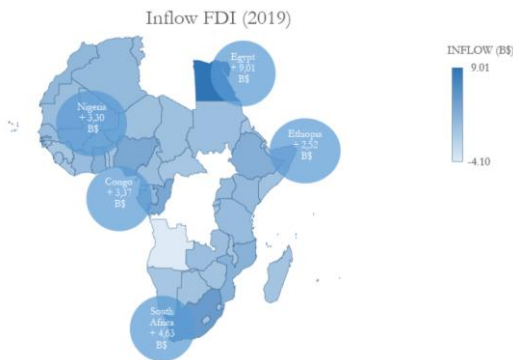 Inflow FDI (2019)
Egypt
+ 9,01
B$
Nigeria
+ 3,30
B$
Ethiopia
+ 2,52
B$
Congo
+ 3,37
B$
South
Africa
+ 4,63
B$
INFLOW (B$)
9.01
-4.10